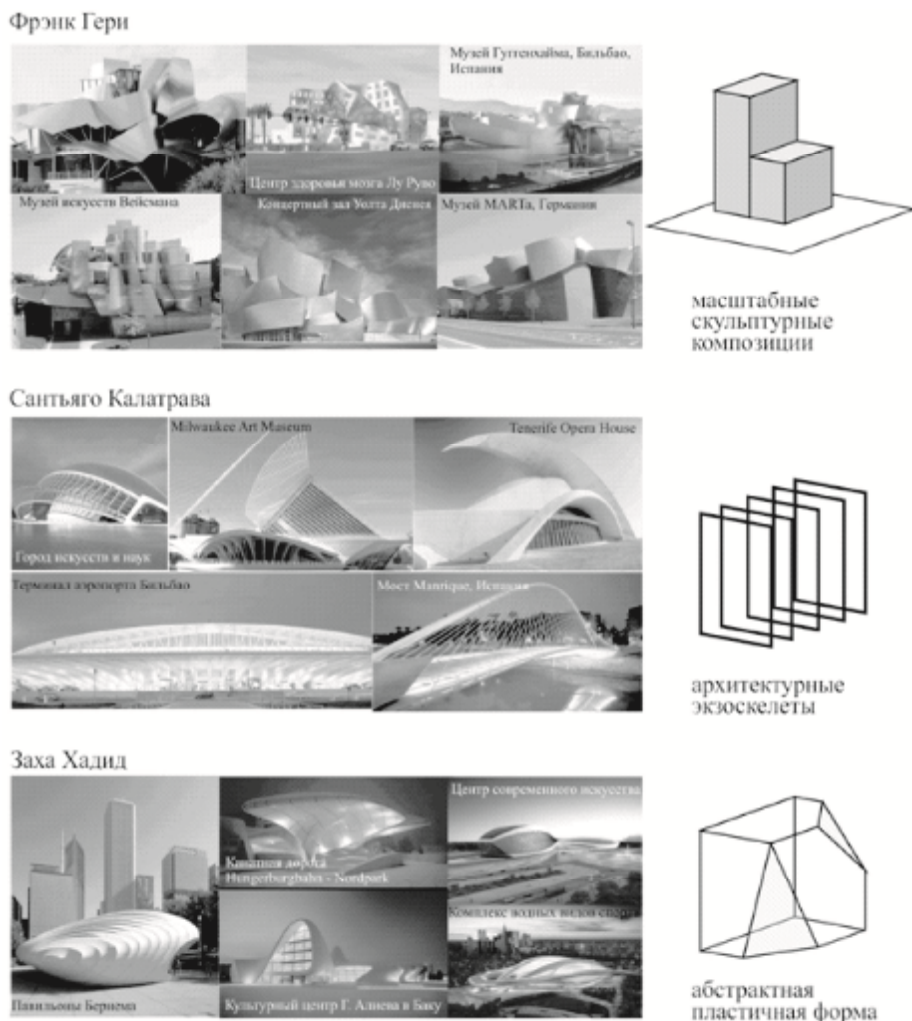 Фрэнк Гери
Музей Гуггенхайма, Бильбао,
Испания
Центр здоровья мозга Лу Руво
Музей искусств Вейсмана
Концертный зал Уолта Диснея
Музей MARTa, Германия
масштабные
скульптурные
композиции
Сантьяго Калатрава
Milwaukee Art Museum
Tenerife Opera House
Город искусств и наук
Терминал аэропорта Бильбао
Мост Manrique, Испания
архитектурные
экзоскелеты
Заха Хадид
Центр современного искусства
Канатная дорога
Hungerburgbahn - Nordpark
Комплекс водных видов спорта
Павильоны Бернема
Культурный центр Г. Алиева в Баку
абстрактная
пластичная форма